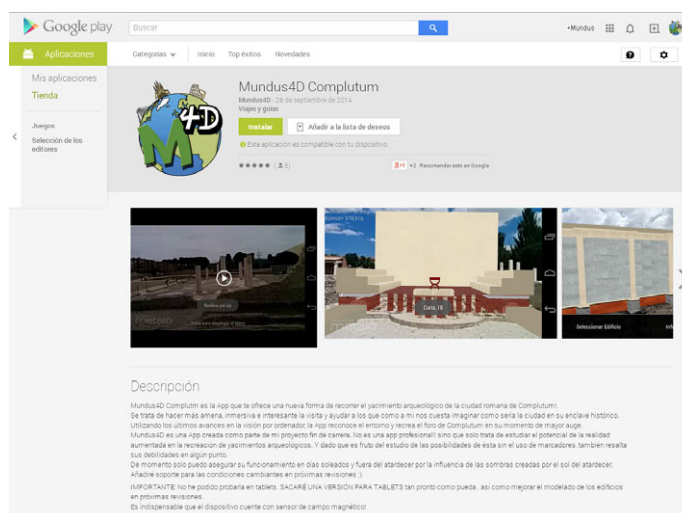 Google play
Buscar
+Mundus
Aplicaciones
Categorías
Inicio
Top éxitos
Novedades
Mis aplicaciones
Tienda
Juegos
Selección de los
editores
M4D
Mundus4D Complutum
Mundus4D - 26 de septiembre de 2014
Viajes y guías
Instalar
Añadir a la lista de deseos
Esta aplicación es compatible con tu dispositivo.
★★★★★ ( 5)
g+1 +2 Recomendar esto en Google
metaio
Coria_18
metaio
Seleccionar Edificio
Descripción
Mundus4D Complutm es la App que te ofrece una nueva forma de recorrer el yacimiento arqueológico de la ciudad romana de Complutum!.
Se trata de hacer más amena, inmersiva e interesante la visita y ayudar a los que como a mi nos cuesta imaginar como sería la ciudad en su enclave histórico.
Utilizando los últimos avances en la visión por ordenador, la App reconoce el entorno y recrea el foro de Complutum en su momento de mayor auge.
Mundus4D es una App creada como parte de mi proyecto fin de carrera. No es una app profesional!! sino que solo trata de estudiar el potencial de la realidad
aumentada en la recreación de yacimientos arqueológicos. Y dado que es fruto del estudio de las posibilidades de esta sin el uso de marcadores, también resalta
sus debilidades en algún punto.
De momento solo puedo asegurar su funcionamiento en días soleados y fuera del atardecer por la influencia de las sombras creadas por el sol del atardecer.
Añadiré soporte para las condiciones cambiantes en próximas revisiones :).
IMPORTANTE: No he podido probarla en tablets. SACARÉ UNA VERSIÓN PARA TABLETS tan pronto como pueda, así como mejorar el modelado de los edificios
en próximas revisiones.
Es indispensable que el dispositivo cuente con sensor de campo magnético!